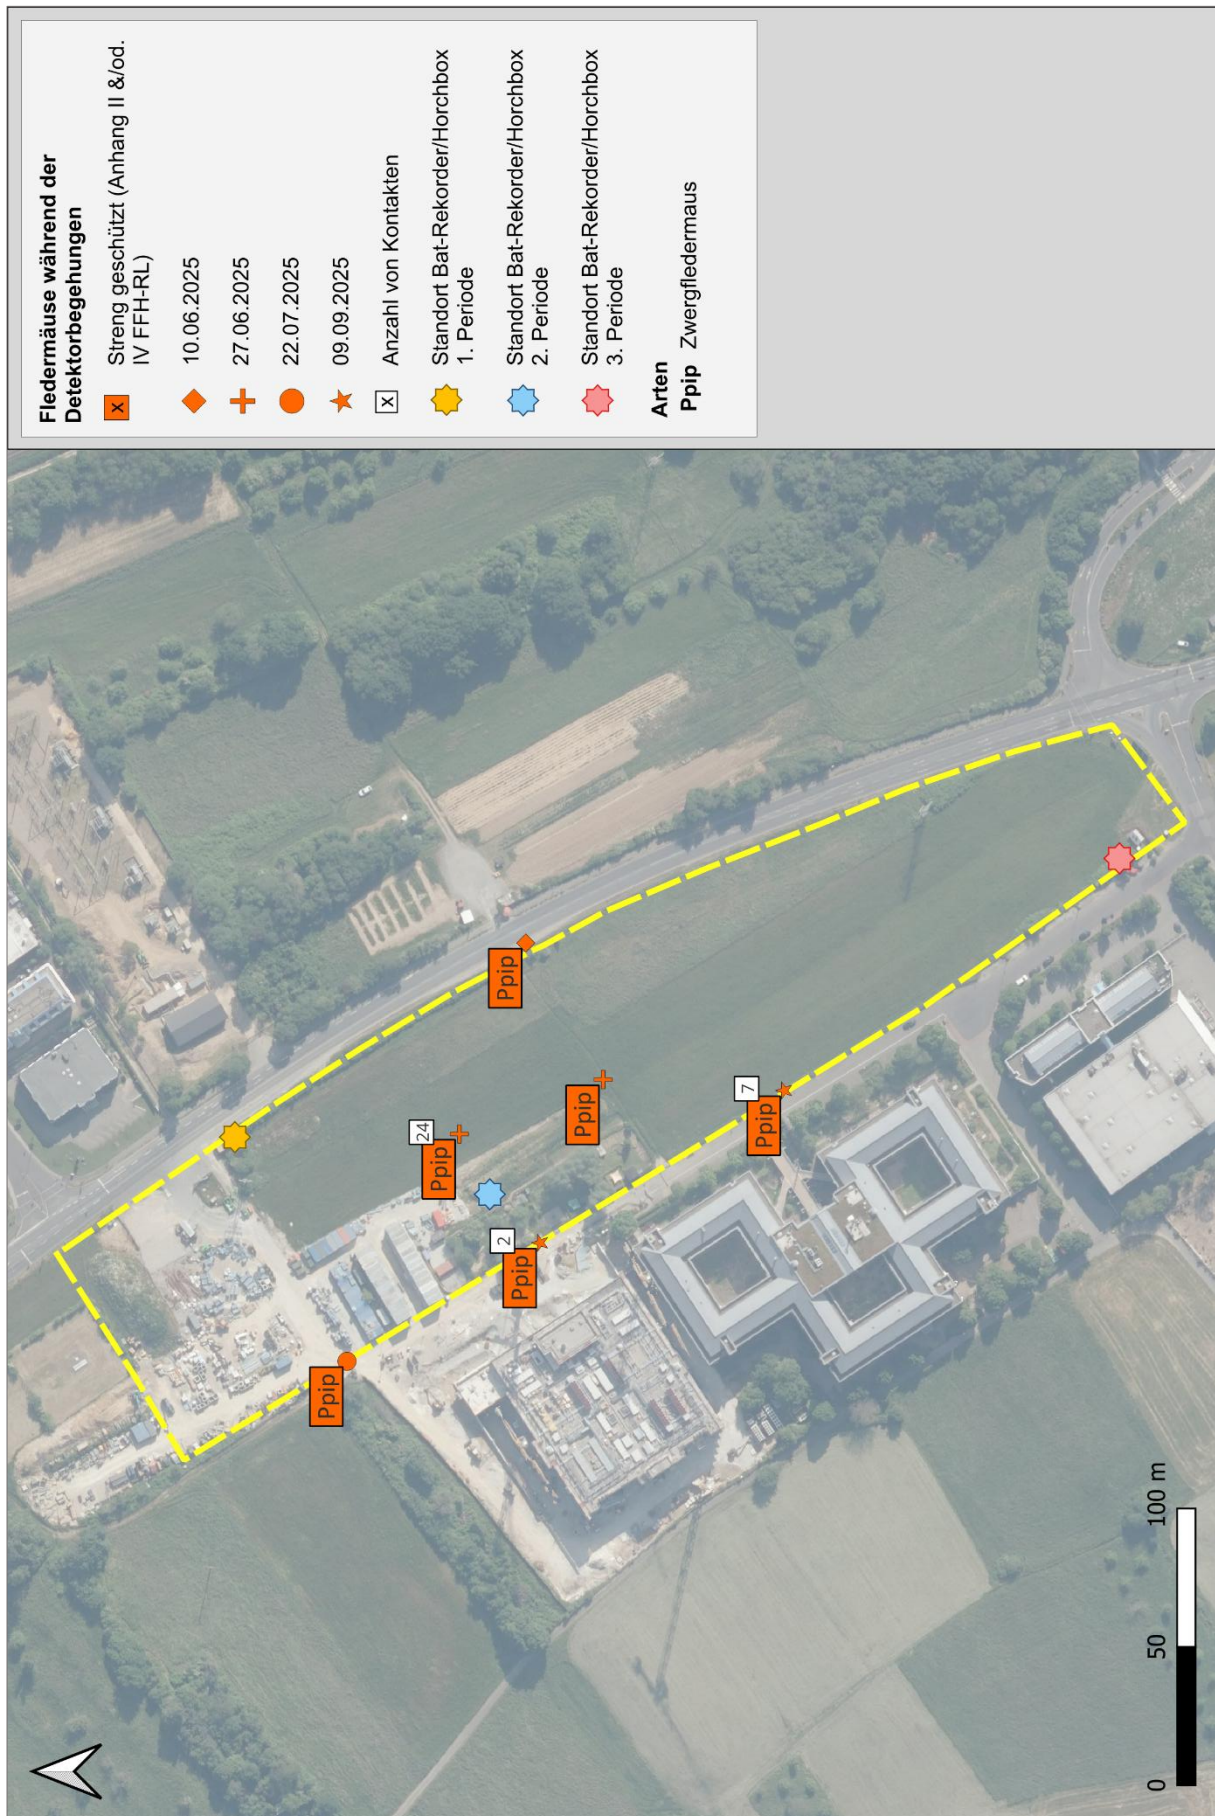 Fledermäuse während der
Detektorbegehungen
x
Streng geschützt (Anhang II &/od.
IV FFH-RL)
10.06.2025
27.06.2025
22.07.2025
09.09.2025
x
Anzahl von Kontakten
Standort Bat-Rekorder/Horchbox
1. Periode
Standort Bat-Rekorder/Horchbox
2. Periode
Standort Bat-Rekorder/Horchbox
3. Periode
Arten
Ppip Zwergfledermaus
Ppip
2
Ppip
24
Ppip
Ppip
Ppip
7
Ppip
0
50
100 m